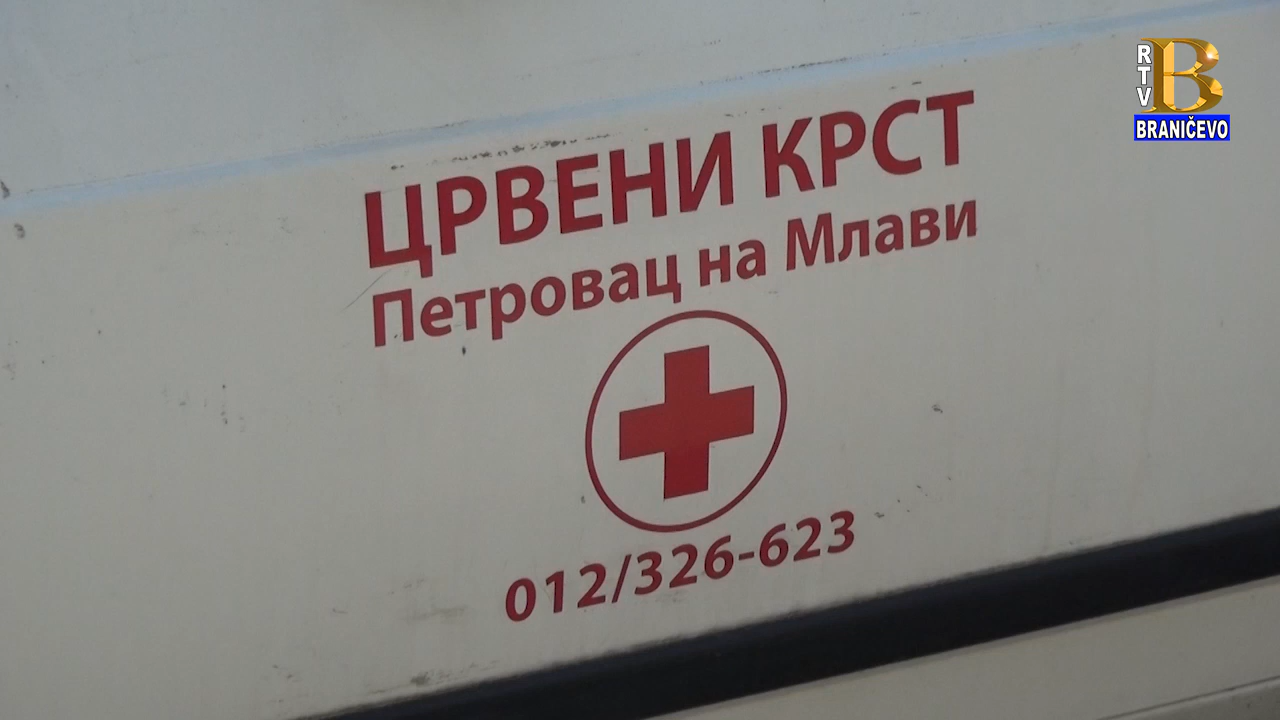 ЦРВЕНИ КРСТ
Петровац на Млави
012/326-623
RTV
B
BRANIČEVO